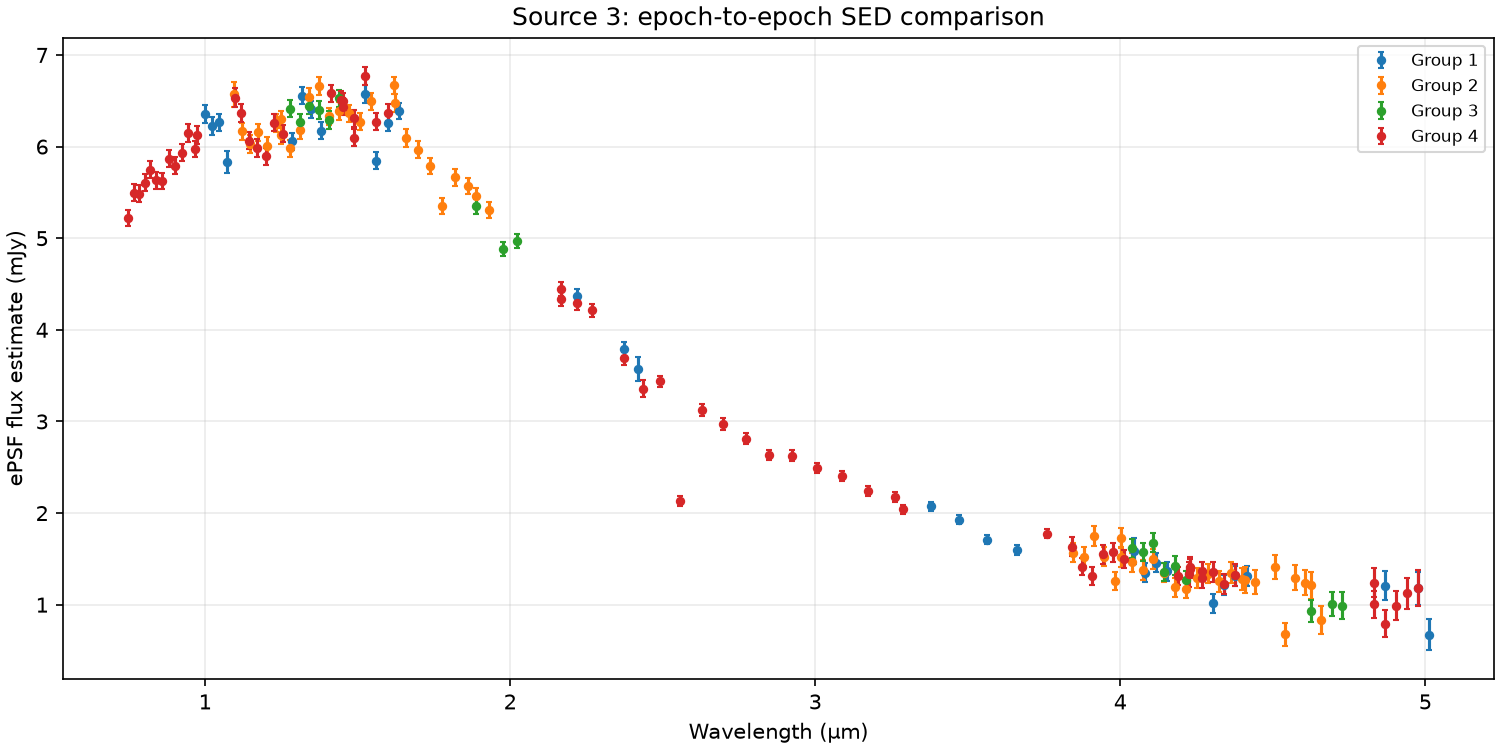 Source 3: epoch-to-epoch SED comparison
7
6
5
4
3
2
1
ePSF flux estimate (mJy)
1
2
3
4
5
Wavelength (μm)
Group 1
Group 2
Group 3
Group 4